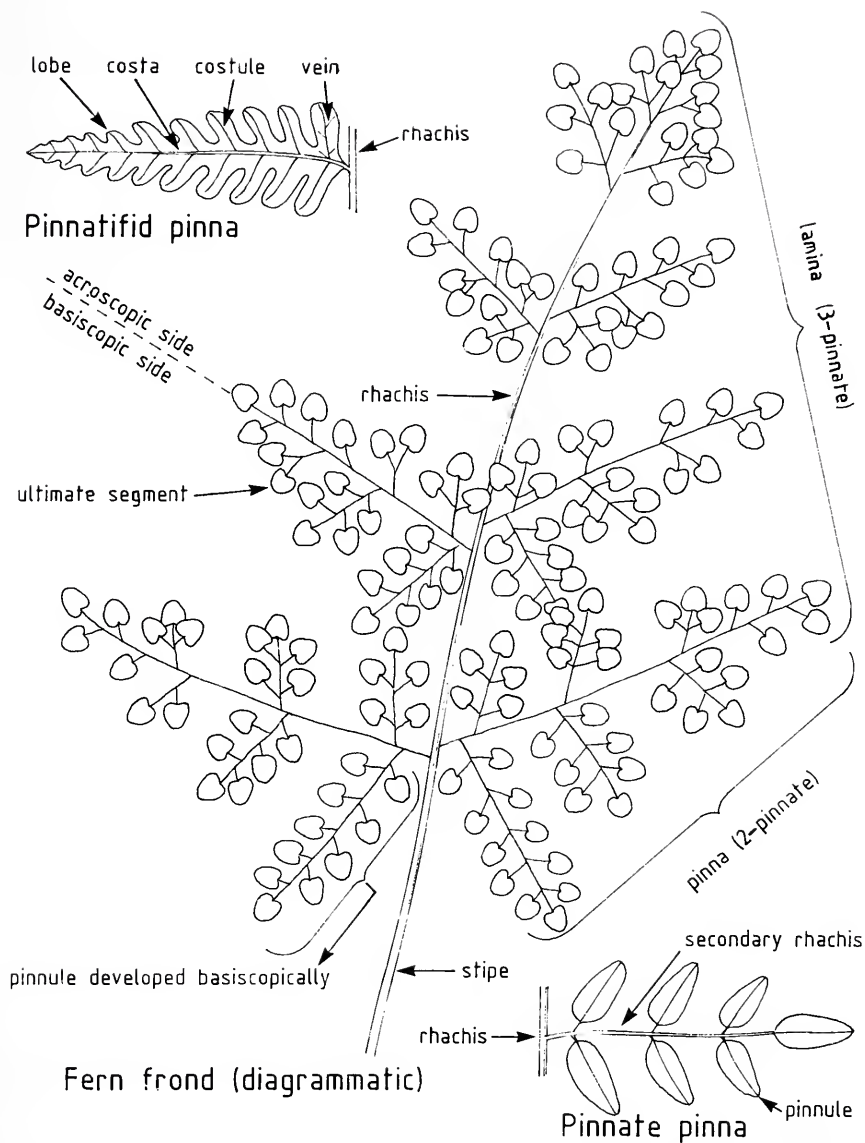 lobe costa costule vein
rhachis
Pinnatifid pinna
acroscopic side
basiscopic side
lamina (3-pinnate)
rhachis
ultimate segment
pinna (2-pinnate)
pinnule developed basiscopically
stipe
secondary rhachis
rhachis
Fern frond (diagrammatic)
pinnule
Pinnate pinna